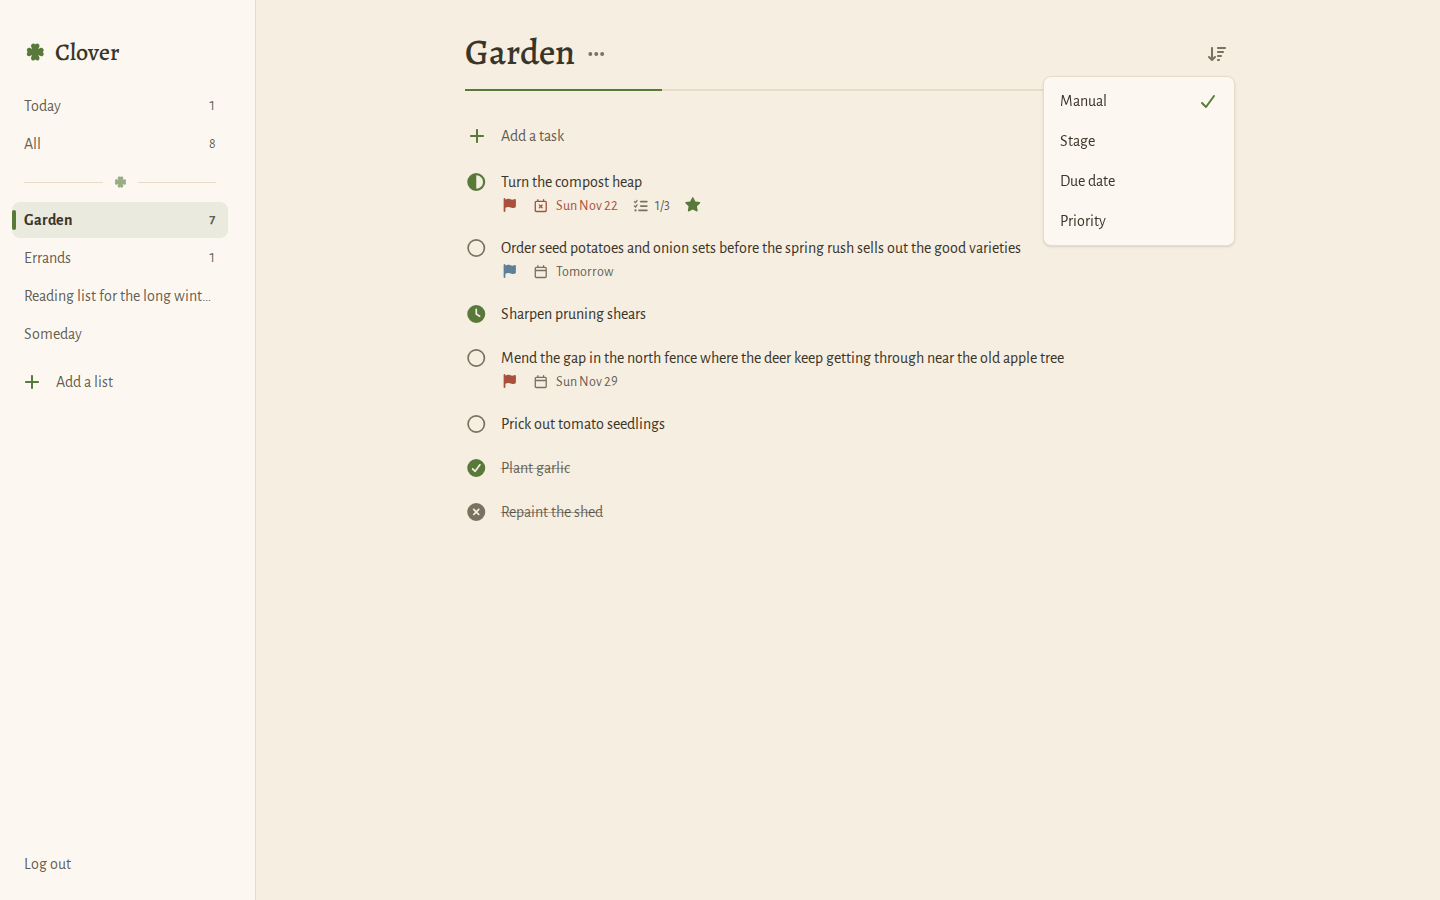 Clover
Today 1
All 8
Garden 7
Errands 1
Reading list for the long wint...
Someday
Add a list
Log out
Garden
Manual
Stage
Due date
Priority
Add a task
Turn the compost heap
Sun Nov 22 1/3
Order seed potatoes and onion sets before the spring rush sells out the good varieties
Tomorrow
Sharpen pruning shears
Mend the gap in the north fence where the deer keep getting through near the old apple tree
Sun Nov 29
Prick out tomato seedlings
Plant garlic
Repaint the shed